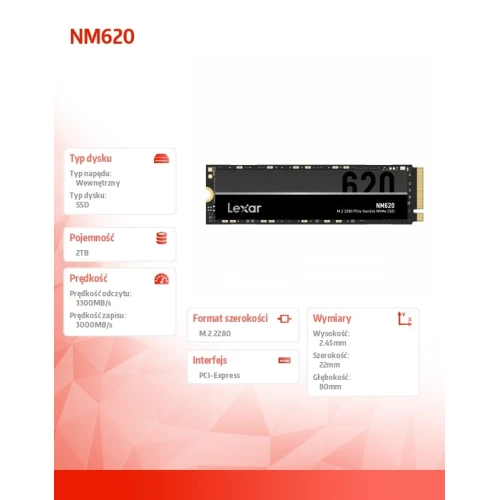 NM620
Typ dysku
Typ napędu:
Wewnętrzny
Typ dysku:
SSD
Pojemność
2TB
Prędkość
Prędkość odczytu:
3300MB/s
Prędkość zapisu:
3000MB/s
620
Lexar
NM620
M.2 2280 PCIe Gen3x4 NVMe SSD
Format szerokości
M.2 2280
Interfejs
PCI-Express
Wymiary
Y
X
Wysokość:
2.45mm
Szerokość:
22mm
Głębokość:
80mm